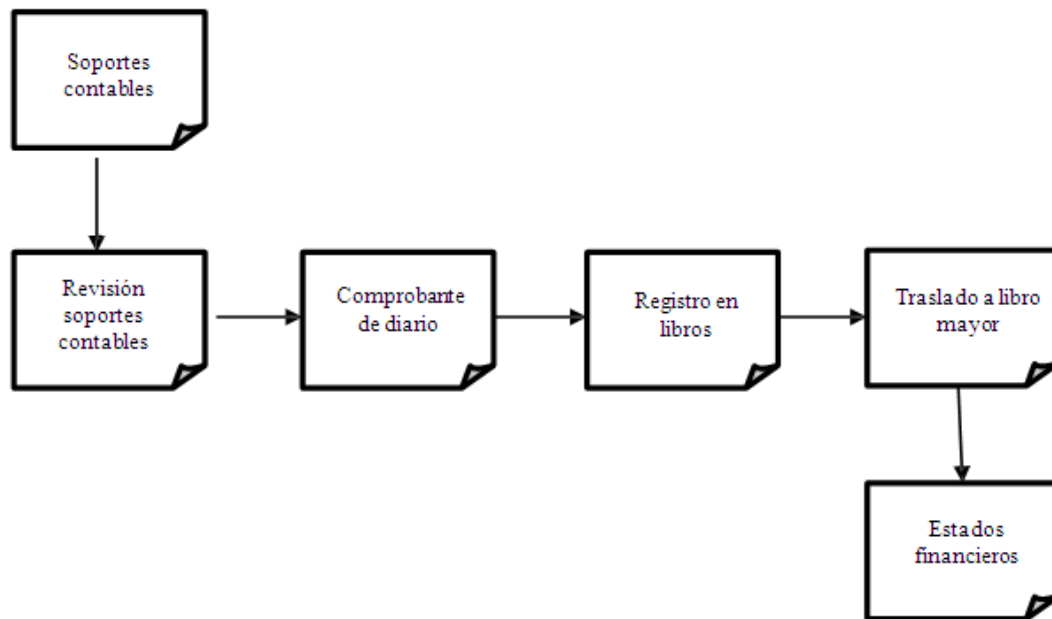 Soportes
contables
Revisión
soportes
contables
Comprobante
de diario
Registro en
libros
Traslado a libro
mayor
Estados
financieros